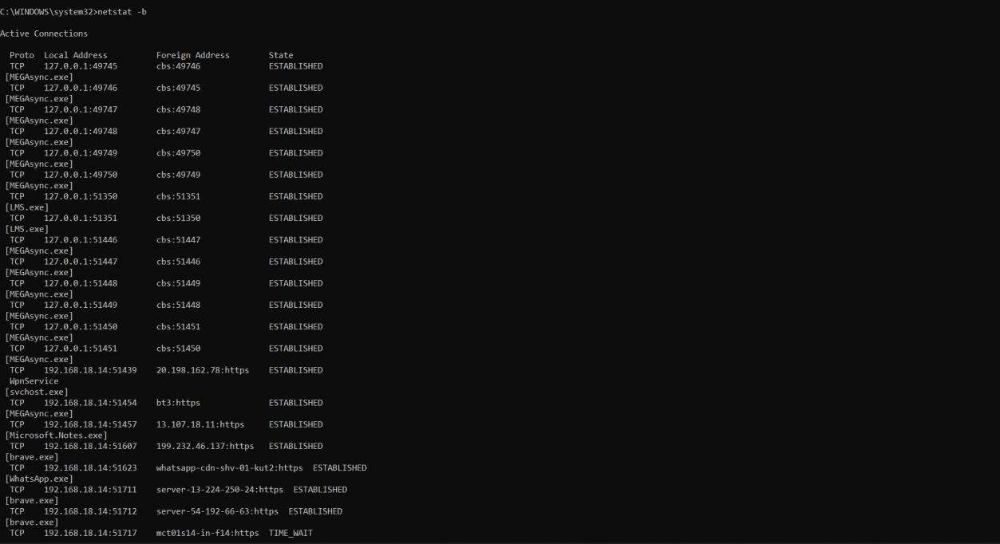 C:\WINDOWS\system32>netstat -b
Active Connections
Proto Local Address Foreign Address State
TCP 127.0.0.1:49745 cbs:49746 ESTABLISHED
[MEGAsync.exe]
TCP 127.0.0.1:49746 cbs:49745 ESTABLISHED
[MEGAsync.exe]
TCP 127.0.0.1:49747 cbs:49748 ESTABLISHED
[MEGAsync.exe]
TCP 127.0.0.1:49748 cbs:49747 ESTABLISHED
[MEGAsync.exe]
TCP 127.0.0.1:49749 cbs:49750 ESTABLISHED
[MEGAsync.exe]
TCP 127.0.0.1:49750 cbs:49749 ESTABLISHED
[MEGAsync.exe]
TCP 127.0.0.1:51350 cbs:51351 ESTABLISHED
[LMS.exe]
TCP 127.0.0.1:51351 cbs:51350 ESTABLISHED
[LMS.exe]
TCP 127.0.0.1:51446 cbs:51447 ESTABLISHED
[MEGAsync.exe]
TCP 127.0.0.1:51447 cbs:51446 ESTABLISHED
[MEGAsync.exe]
TCP 127.0.0.1:51448 cbs:51449 ESTABLISHED
[MEGAsync.exe]
TCP 127.0.0.1:51449 cbs:51448 ESTABLISHED
[MEGAsync.exe]
TCP 127.0.0.1:51450 cbs:51451 ESTABLISHED
[MEGAsync.exe]
TCP 127.0.0.1:51451 cbs:51450 ESTABLISHED
[MEGAsync.exe]
TCP 192.168.18.14:51439 20.198.162.78:https ESTABLISHED
WpnService
[svchost.exe]
TCP 192.168.18.14:51454 bt3:https ESTABLISHED
[MEGAsync.exe]
TCP 192.168.18.14:51457 13.107.18.11:https ESTABLISHED
[Microsoft.Notes.exe]
TCP 192.168.18.14:51607 199.232.46.137:https ESTABLISHED
[brave.exe]
TCP 192.168.18.14:51623 whatsapp-cdn-shv-01-kut2:https ESTABLISHED
[WhatsApp.exe]
TCP 192.168.18.14:51711 server-13-224-250-24:https ESTABLISHED
[brave.exe]
TCP 192.168.18.14:51712 server-54-192-66-63:https ESTABLISHED
[brave.exe]
TCP 192.168.18.14:51717 mct01s14-in-f14:https TIME_WAIT